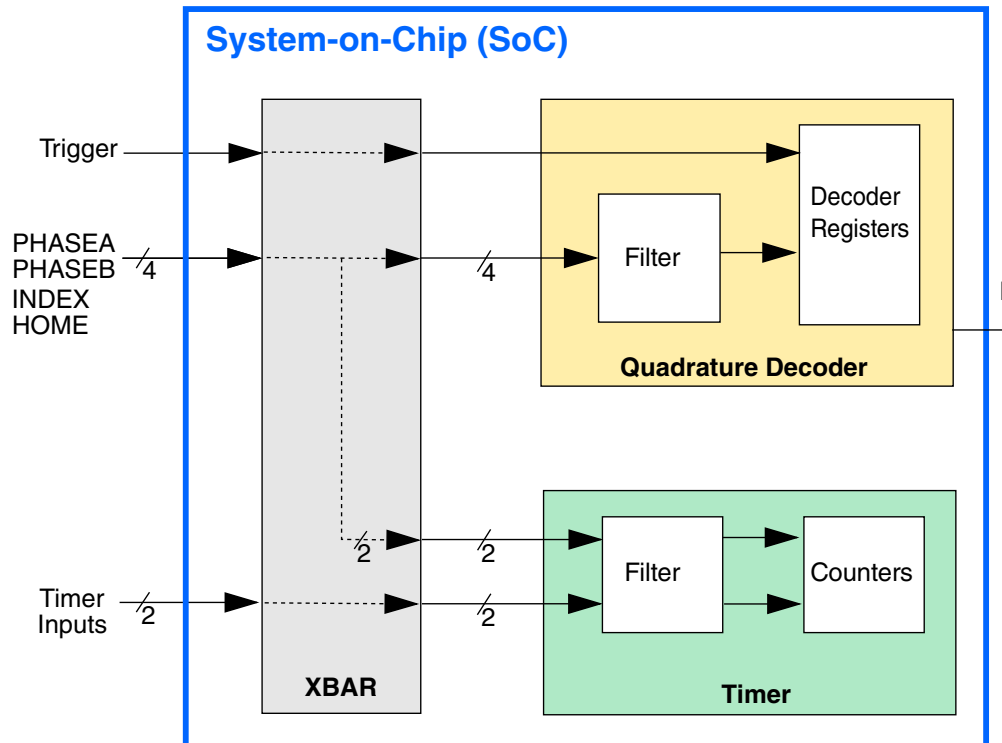 System-on-Chip (SoC)
Trigger
PHASEA
PHASEB
INDEX
HOME
/4
/4
Filter
Decoder
Registers
Quadrature Decoder
/2
/2
Timer
Inputs
/2
/2
Filter
Counters
XBAR
Timer